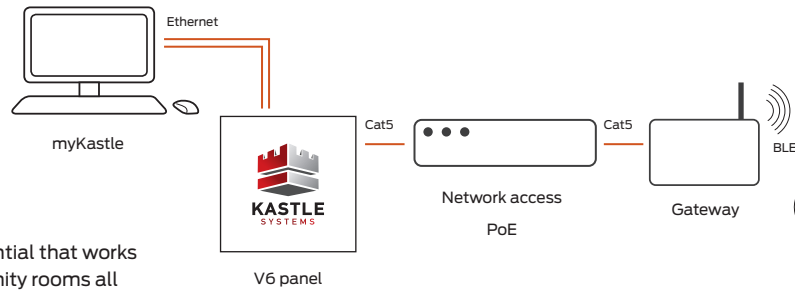 Ethernet
myKastle
Cat5
Cat5
BLE
KASTLE
SYSTEMS
Network access
PoE
Gateway
V6 panel
ntial that works
nity rooms all